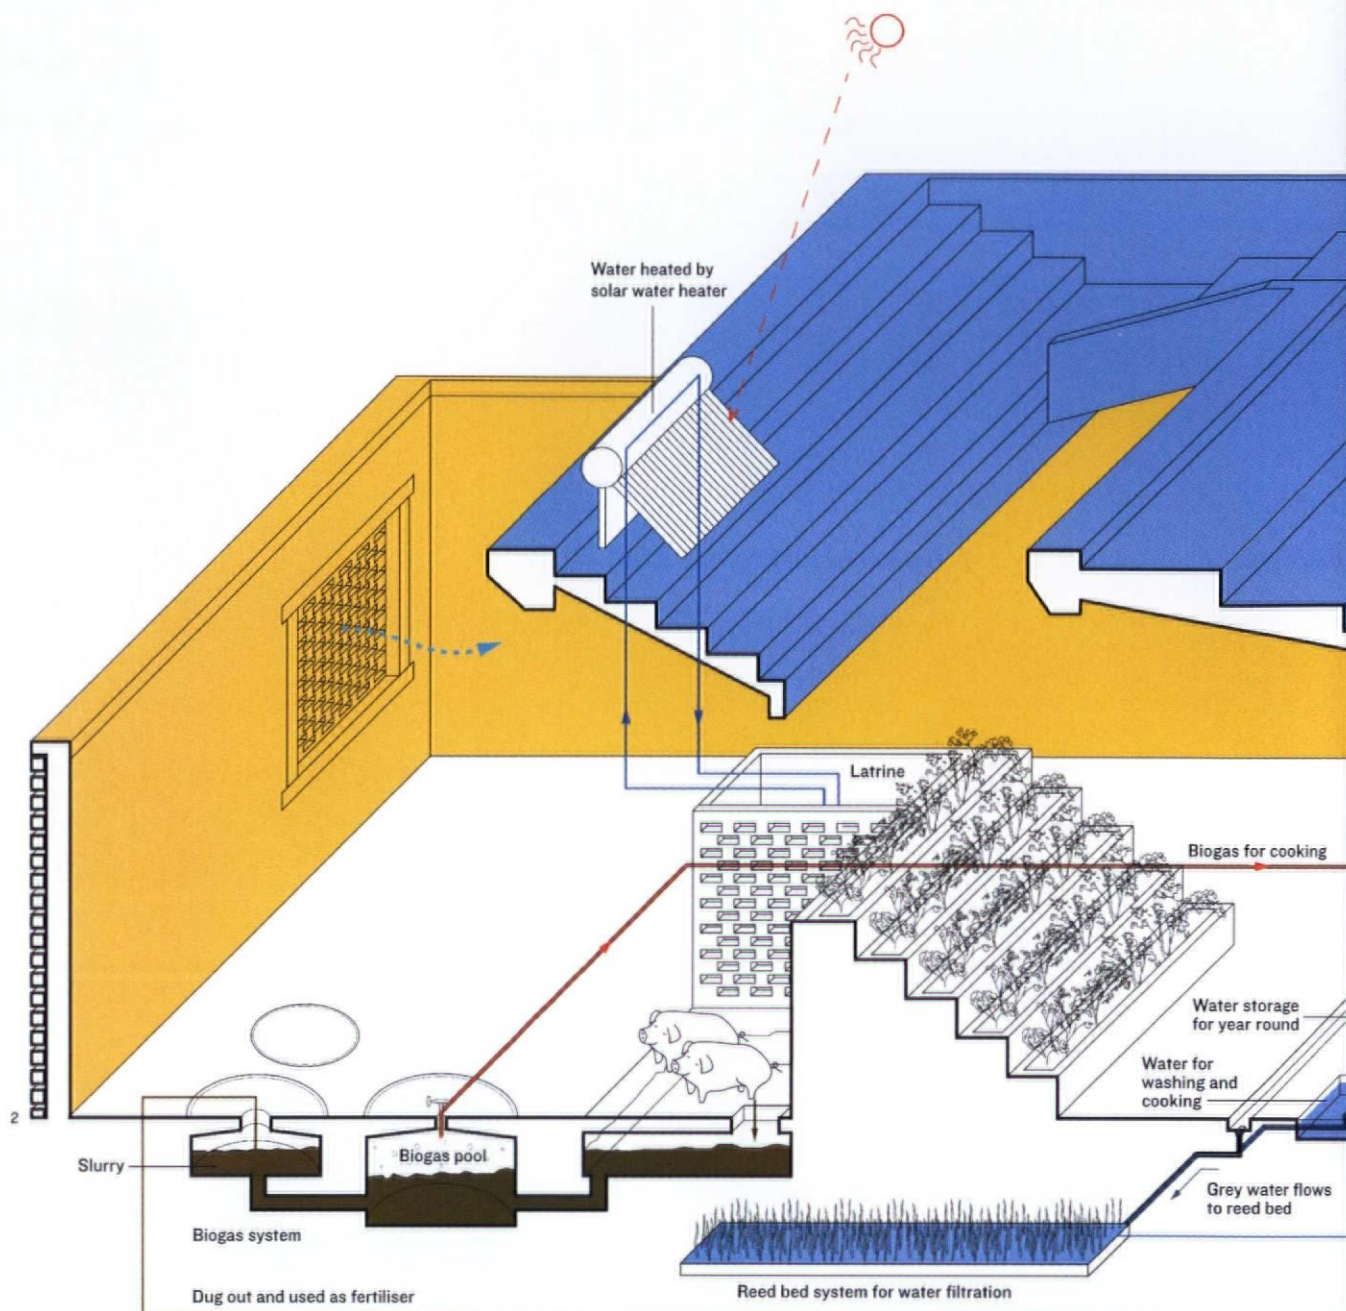 Water heated by
solar water heater
Latrine
Biogas for cooking
Water storage
for year round
Water for
washing and
cooking
2
Slurry
Biogas pool
Grey water flows
to reed bed
Biogas system
Reed bed system for water filtration
Dug out and used as fertiliser